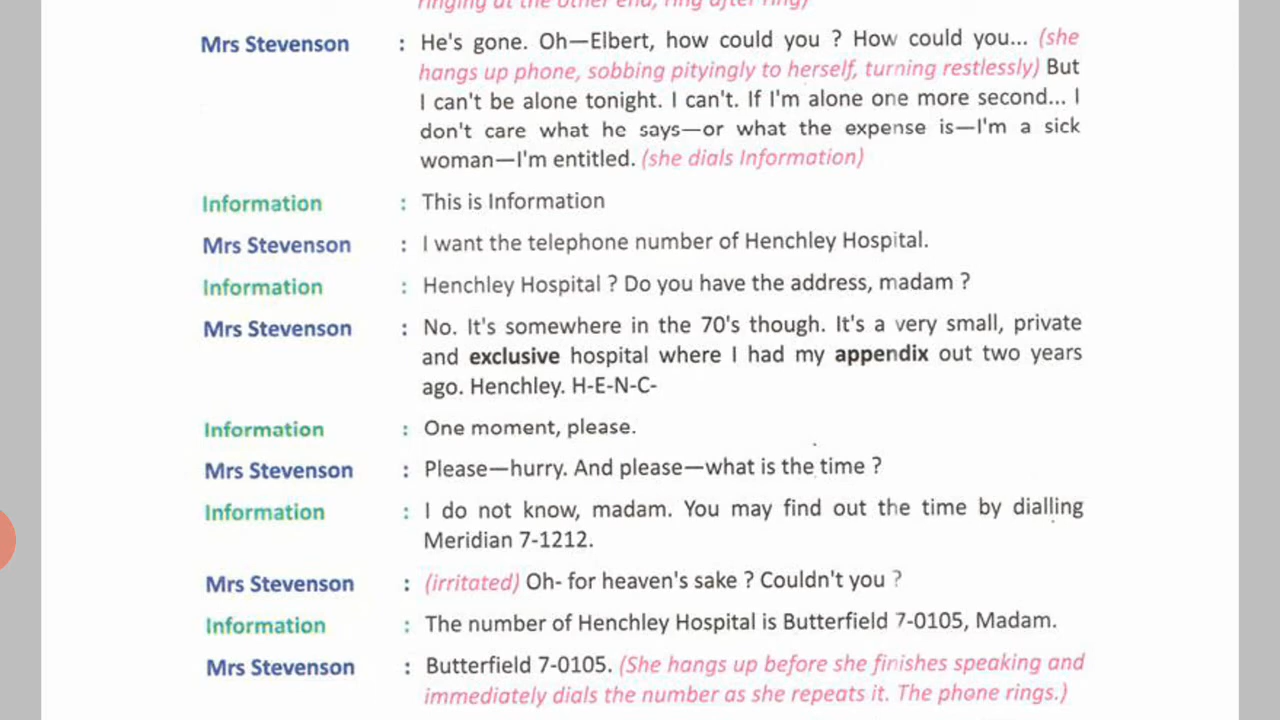 ringing at the other end, ring after ring)
Mrs Stevenson : He's gone. Oh—Elbert, how could you ? How could you... (she
hangs up phone, sobbing pityingly to herself, turning restlessly) But
I can't be alone tonight. I can't. If I'm alone one more second... I
don't care what he says—or what the expense is—I'm a sick
woman—I'm entitled. (she dials Information)
Information : This is Information
Mrs Stevenson : I want the telephone number of Henchley Hospital.
Information : Henchley Hospital ? Do you have the address, madam ?
Mrs Stevenson : No. It's somewhere in the 70's though. It's a very small, private
and exclusive hospital where I had my appendix out two years
ago. Henchley. H-E-N-C-
Information : One moment, please.
Mrs Stevenson : Please—hurry. And please—what is the time ?
Information : I do not know, madam. You may find out the time by dialling
Meridian 7-1212.
Mrs Stevenson : (irritated) Oh- for heaven's sake ? Couldn't you ?
Information : The number of Henchley Hospital is Butterfield 7-0105, Madam.
Mrs Stevenson : Butterfield 7-0105. (She hangs up before she finishes speaking and
immediately dials the number as she repeats it. The phone rings.)